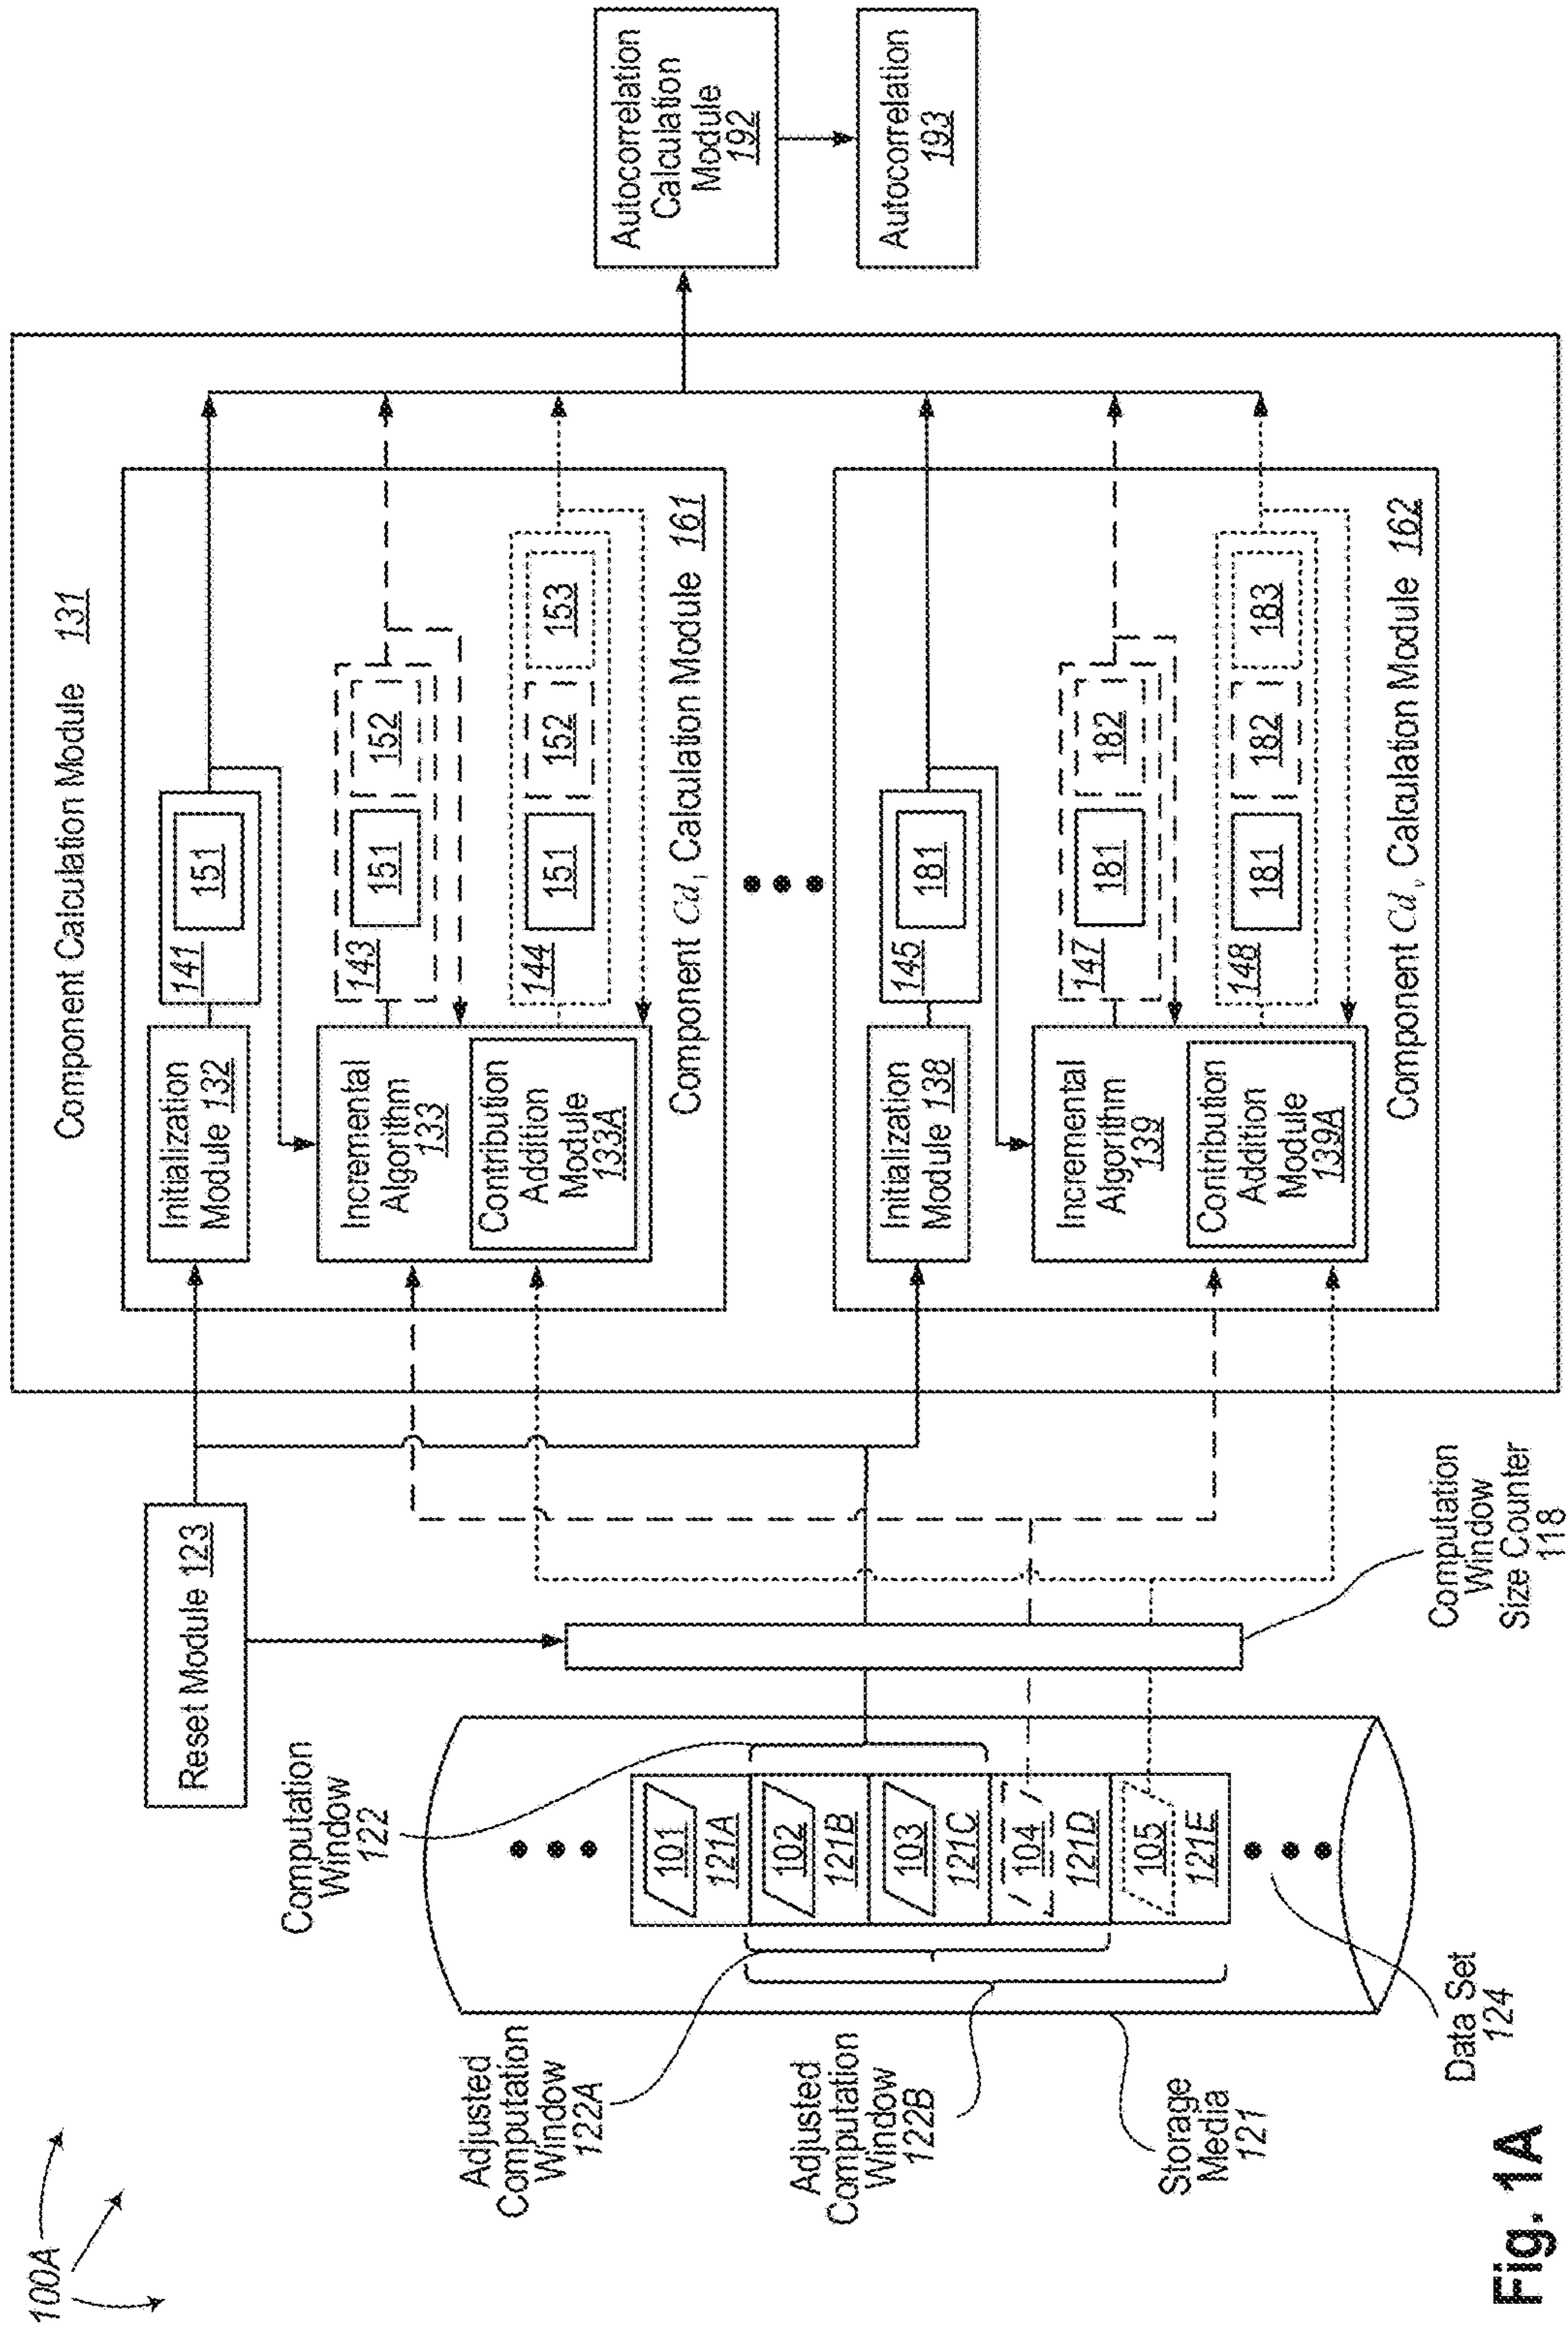 100A
Reset Module 123
Computation
Window
122
Adjusted
Computation
Window
122A
Adjusted
Computation
Window
122B
Storage
Media
121
Data Set
124
101
121A
102
121B
103
121C
104
121D
105
121E
Computation
Window
Size Counter
118
Component Calculation Module 131
Initialization
Module 132
141
151
Incremental
Algorithm
133
Contribution
Addition
Module
133A
143
151
152
144
151
152
153
Component Cd₁ Calculation Module 161
Initialization
Module 138
145
181
Incremental
Algorithm
139
Contribution
Addition
Module
139A
147
181
182
148
181
182
183
Component Cdᵥ Calculation Module 162
Autocorrelation
Calculation
Module
192
Autocorrelation
193
Fig. 1A